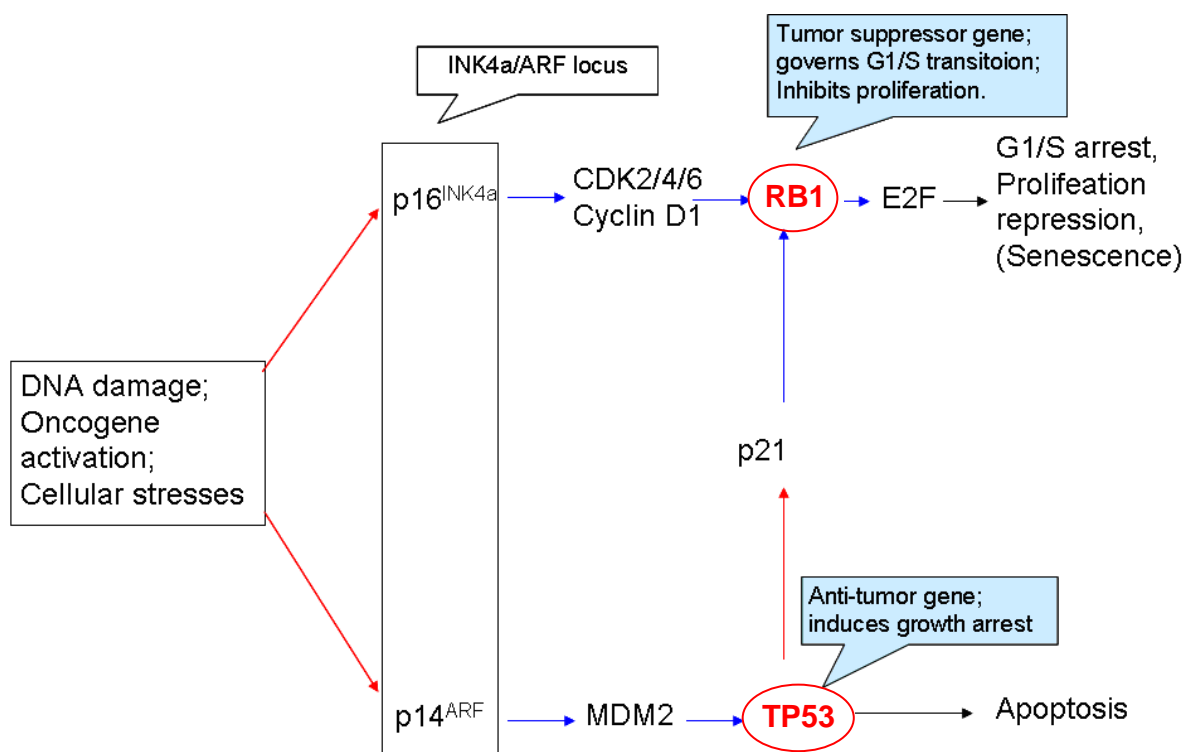 INK4a/ARF locus
Tumor suppressor gene;
governs G1/S transitoion;
Inhibits proliferation.
p16INK4a
CDK2/4/6
Cyclin D1
RB1
E2F
G1/S arrest,
Prolifeation
repression,
(Senescence)
DNA damage;
Oncogene
activation;
Cellular stresses
p21
Anti-tumor gene;
induces growth arrest
p14ARF
MDM2
TP53
Apoptosis